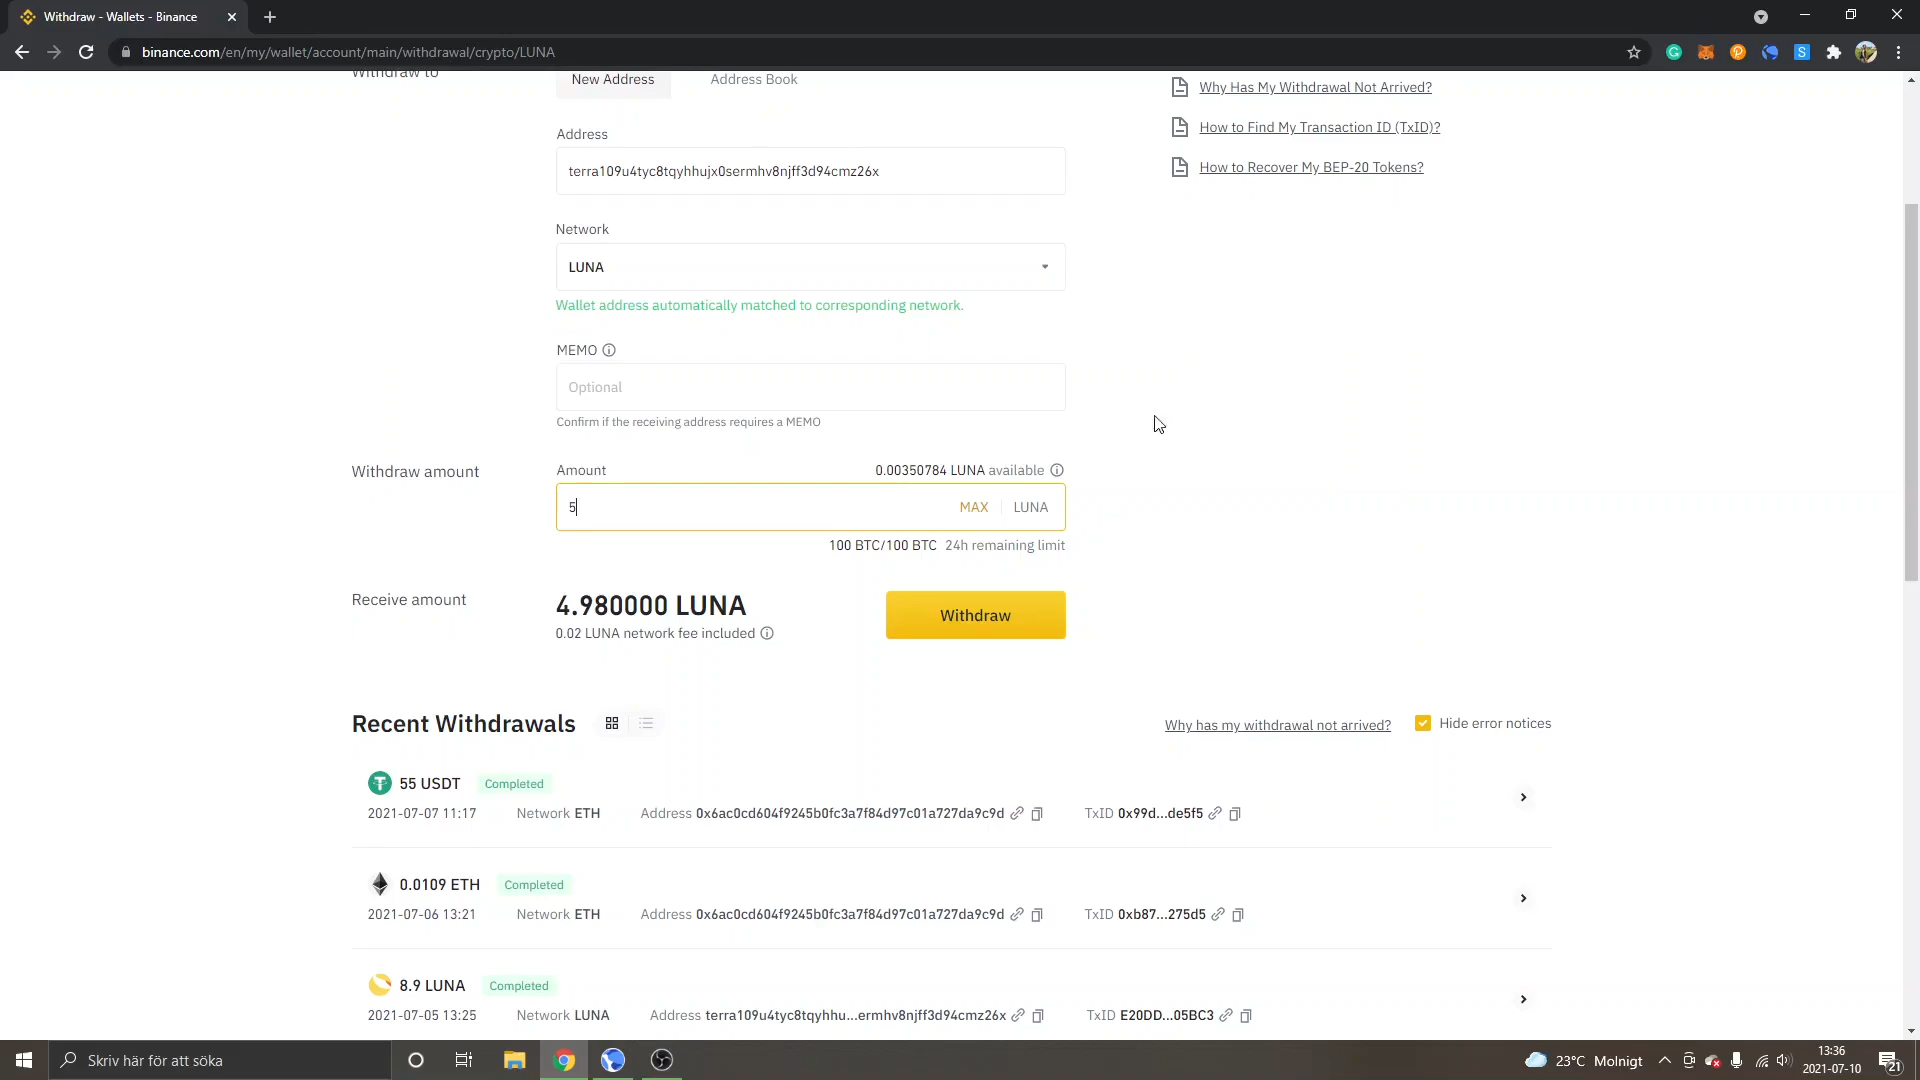 Withdraw - Wallets - Binance
binance.com/en/my/wallet/account/main/withdrawal/crypto/LUNA
Withdraw to
New Address
Address Book
Why Has My Withdrawal Not Arrived?
How to Find My Transaction ID (TxID)?
How to Recover My BEP-20 Tokens?
Address
terra109u4tyc8tqyhhujx0sermhv8njff3d94cmz26x
Network
LUNA
Wallet address automatically matched to corresponding network.
MEMO
Optional
Confirm if the receiving address requires a MEMO
Withdraw amount
Amount
0.00350784 LUNA available
5
MAX
LUNA
100 BTC/100 BTC 24h remaining limit
Receive amount
4.980000 LUNA
0.02 LUNA network fee included
Withdraw
Recent Withdrawals
Why has my withdrawal not arrived?
Hide error notices
55 USDT Completed
2021-07-07 11:17 Network ETH Address 0x6ac0cd604f9245b0fc3a7f84d97c01a727da9c9d TxID 0x99d...de5f5
0.0109 ETH Completed
2021-07-06 13:21 Network ETH Address 0x6ac0cd604f9245b0fc3a7f84d97c01a727da9c9d TxID 0xb87...275d5
8.9 LUNA Completed
2021-07-05 13:25 Network LUNA Address terra109u4tyc8tqyhhu...ermhv8njff3d94cmz26x TxID E20DD...05BC3
Skriv här för att söka
23°C Molnigt
13:36
2021-07-10
21